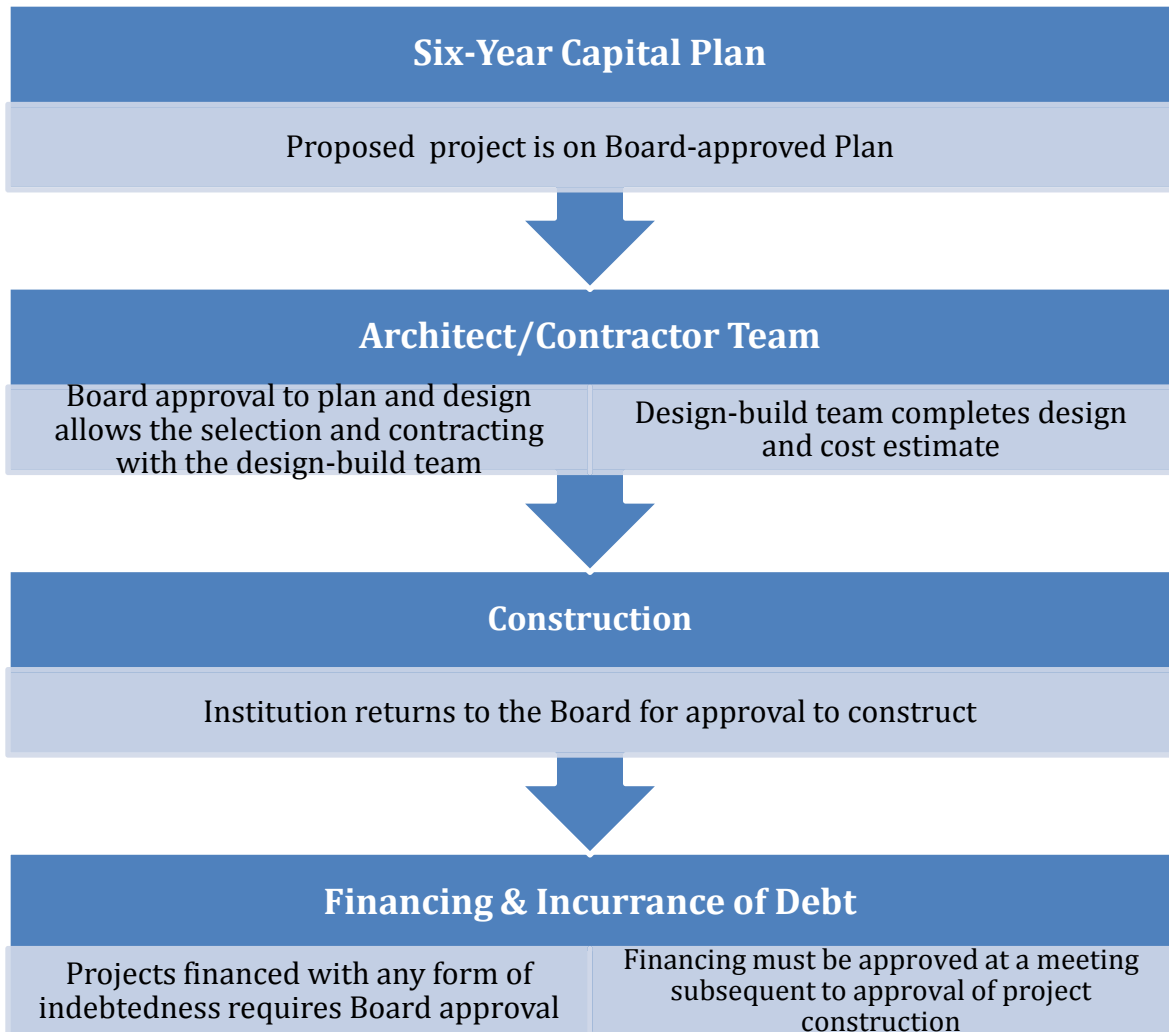 Six-Year Capital Plan
Proposed project is on Board-approved Plan
Architect/Contractor Team
Board approval to plan and design
allows the selection and contracting
with the design-build team
Design-build team completes design
and cost estimate
Construction
Institution returns to the Board for approval to construct
Financing & Incurrance of Debt
Projects financed with any form of
indebtedness requires Board approval
Financing must be approved at a meeting
subsequent to approval of project
construction